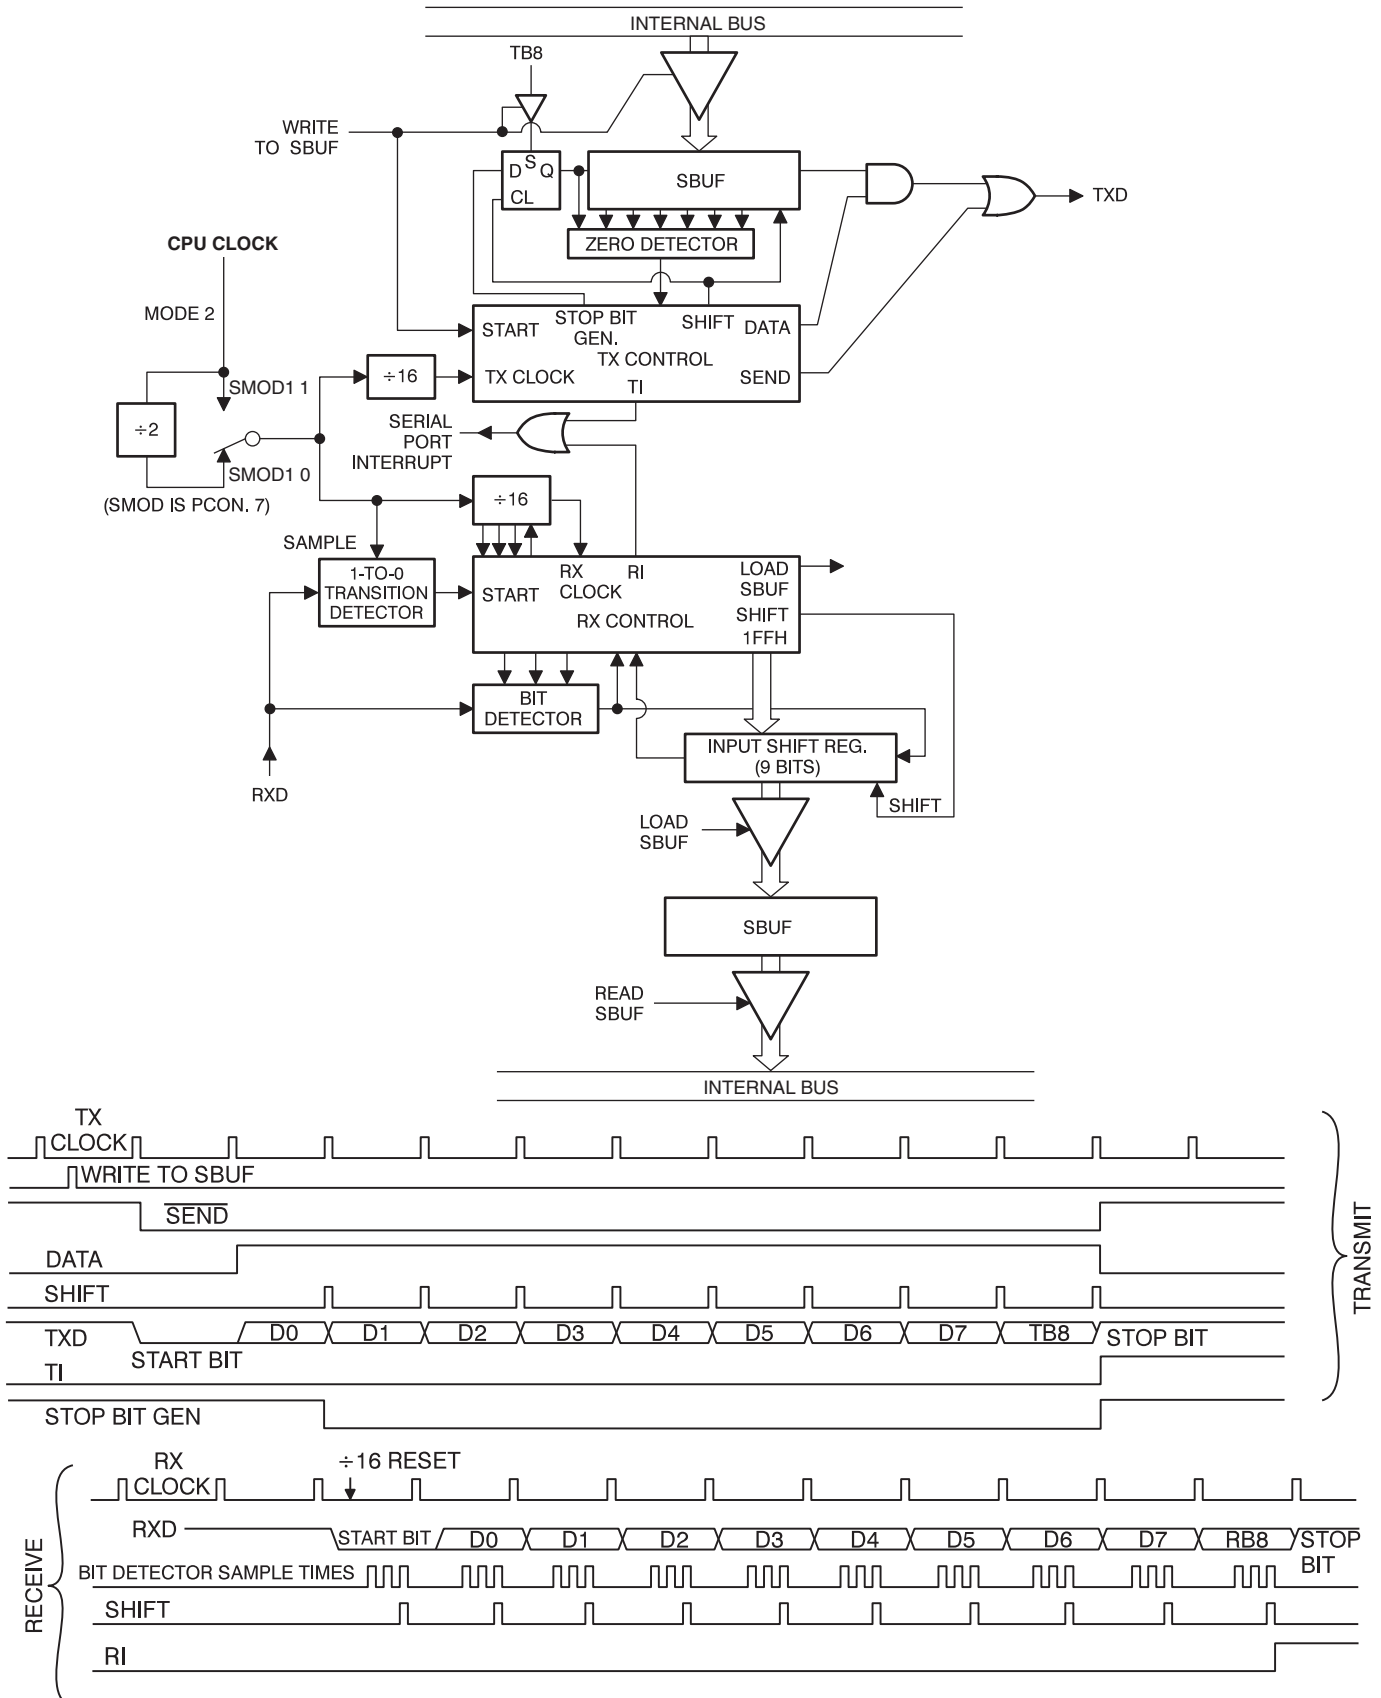 INTERNAL BUS
TB8
WRITE
TO SBUF
D S Q
CL
SBUF
TXD
ZERO DETECTOR
CPU CLOCK
MODE 2
SMOD1 1
÷2
SMOD1 0
(SMOD IS PCON. 7)
÷16
START
STOP BIT
GEN.
SHIFT
DATA
TX CONTROL
TX CLOCK
TI
SEND
SERIAL
PORT
INTERRUPT
÷16
SAMPLE
1-TO-0
TRANSITION
DETECTOR
START
RX
CLOCK
RI
LOAD
SBUF
SHIFT
RX CONTROL
1FFH
BIT
DETECTOR
INPUT SHIFT REG.
(9 BITS)
RXD
SHIFT
LOAD
SBUF
SBUF
READ
SBUF
INTERNAL BUS
TX
CLOCK
WRITE TO SBUF
SEND
DATA
SHIFT
TXD
START BIT
D0 D1 D2 D3 D4 D5 D6 D7 TB8
STOP BIT
TI
STOP BIT GEN
TRANSMIT
RX
CLOCK
÷16 RESET
RXD
START BIT D0 D1 D2 D3 D4 D5 D6 D7 RB8 STOP
BIT
BIT DETECTOR SAMPLE TIMES
SHIFT
RI
RECEIVE